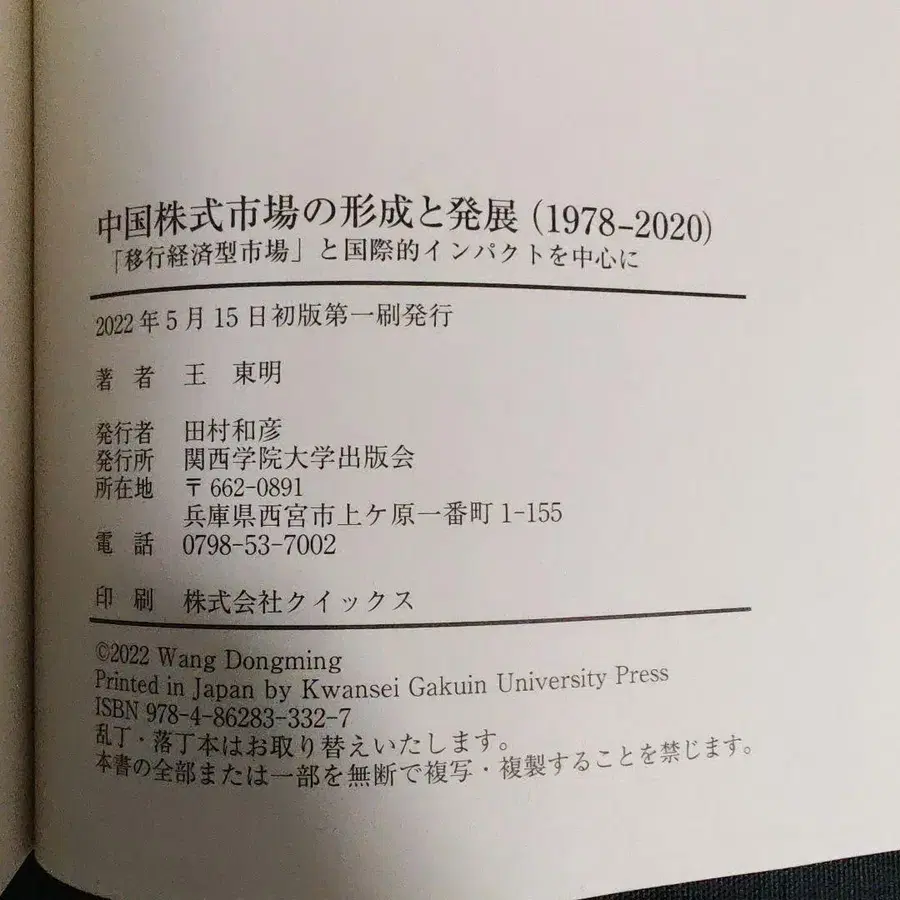 中国株式市場の形成と発展 (1978-2020)
「移行経済型市場」と国際的インパクトを中心に
2022年5月15日初版第一刷発行
著 者 王 東明
発行者 田村和彦
発行所 関西学院大学出版会
所在地 〒662-0891
兵庫県西宮市上ケ原一番町1-155
電 話 0798-53-7002
印 刷 株式会社クイックス
©2022 Wang Dongming
Printed in Japan by Kwansei Gakuin University Press
ISBN 978-4-86283-332-7
乱丁・落丁本はお取り替えいたします。
本書の全部または一部を無断で複写・複製することを禁じます。